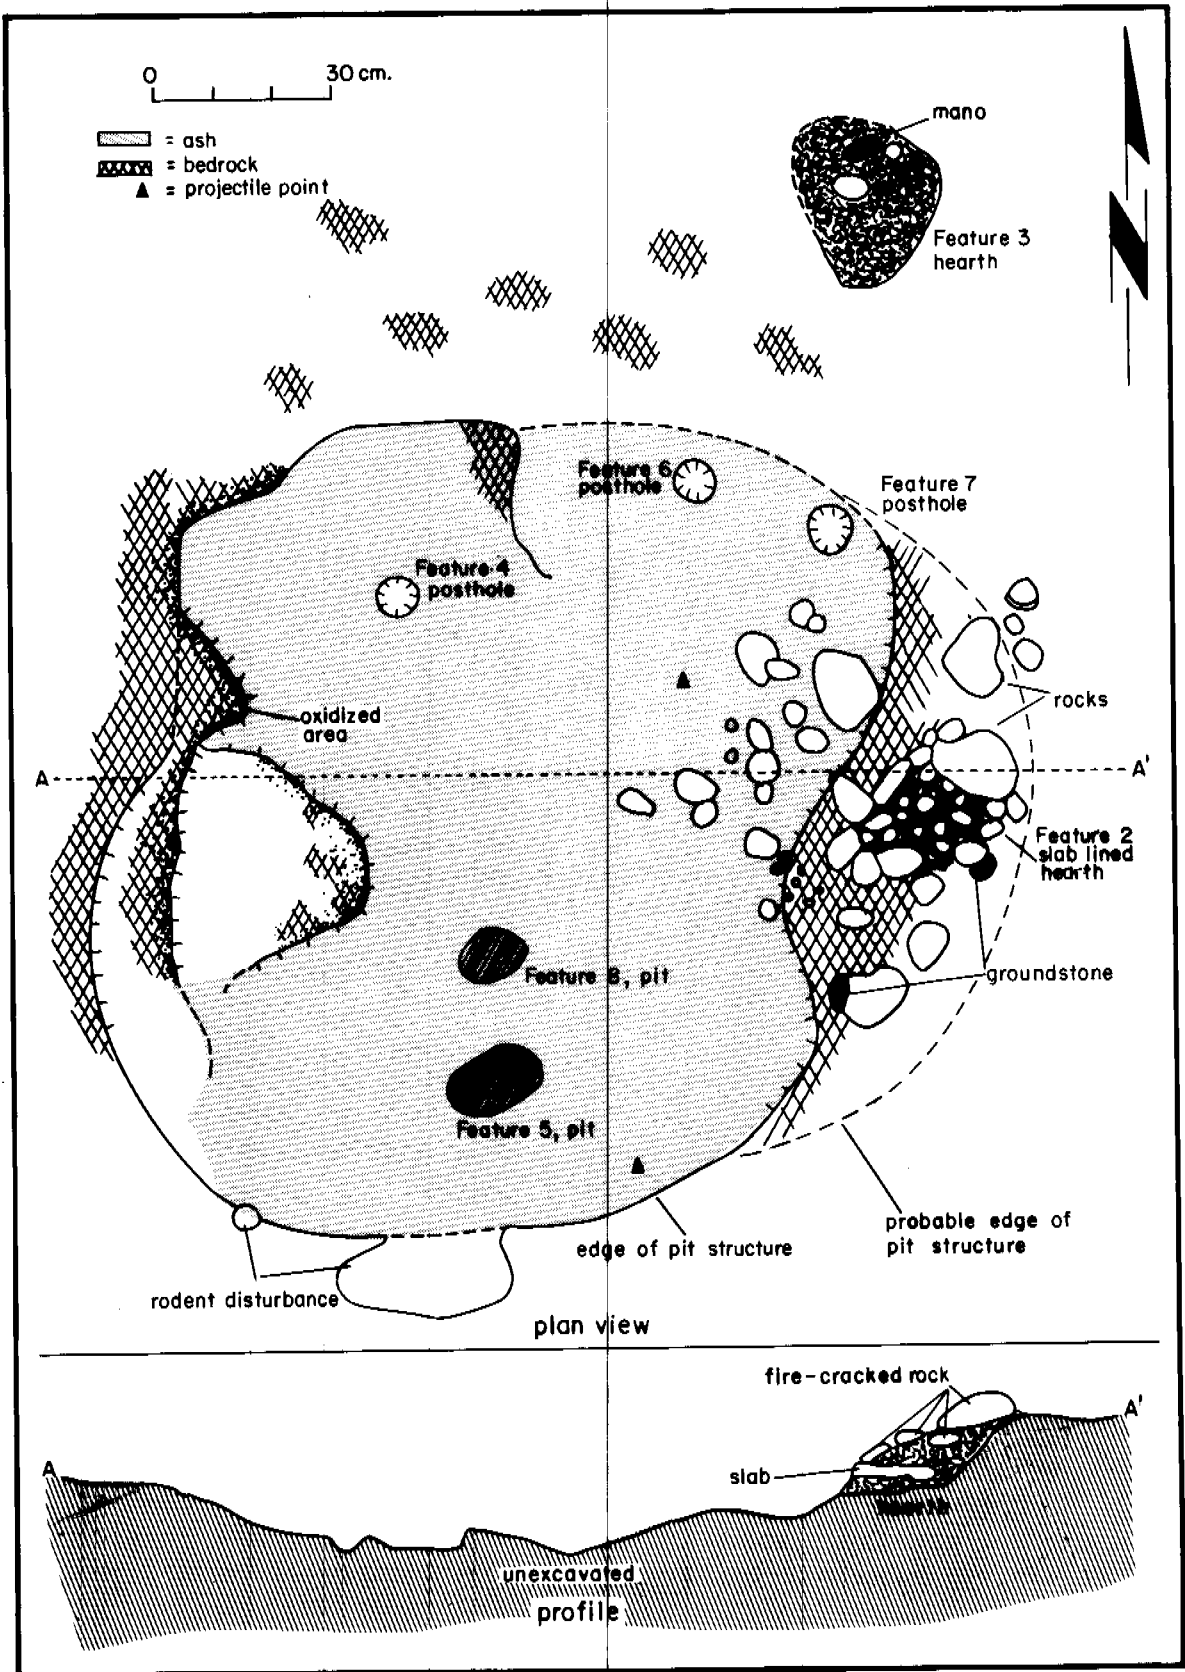 0 30 cm.
= ash
= bedrock
= projectile point
mano
Feature 3
hearth
Feature 6
posthole
Feature 7
posthole
Feature 4
posthole
oxidized
area
rocks
A A'
Feature 2
slab lined
hearth
Feature 8, pit
groundstone
Feature 5, pit
probable edge of
pit structure
edge of pit structure
rodent disturbance
plan view
fire-cracked rock
A'
A
slab
hearth
unexcavated
profile